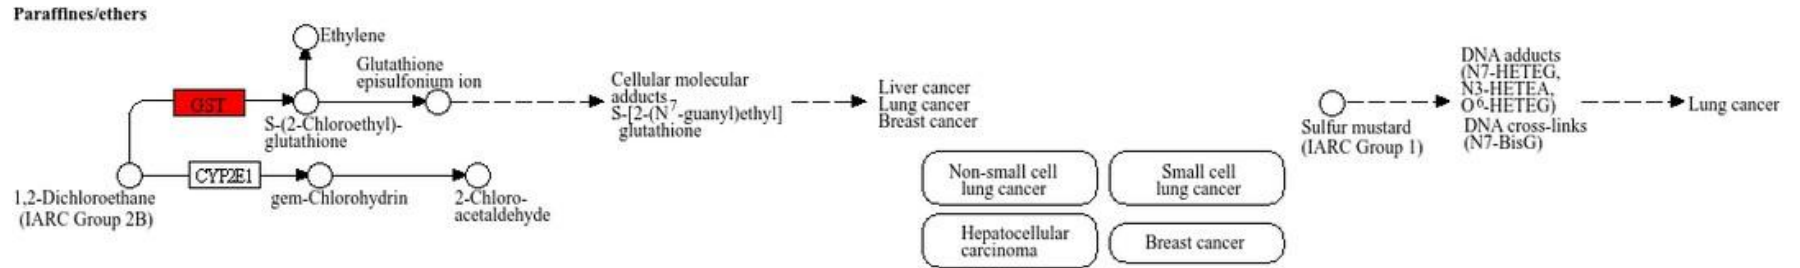 Paraffines/ethers
Ethylene
Glutathione
episulfonium ion
GST
S-(2-Chloroethyl)-
glutathione
Cellular molecular
adducts
S-[2-(N⁷-guanyl)ethyl]
glutathione
Liver cancer
Lung cancer
Breast cancer
1,2-Dichloroethane
(IARC Group 2B)
CYP2E1
gem-Chlorohydrin
2-Chloro-
acetaldehyde
Non-small cell
lung cancer
Small cell
lung cancer
Hepatocellular
carcinoma
Breast cancer
Sulfur mustard
(IARC Group 1)
DNA adducts
(N7-HETEG,
N3-HETEA,
O⁶-HETEG)
DNA cross-links
(N7-BisG)
Lung cancer